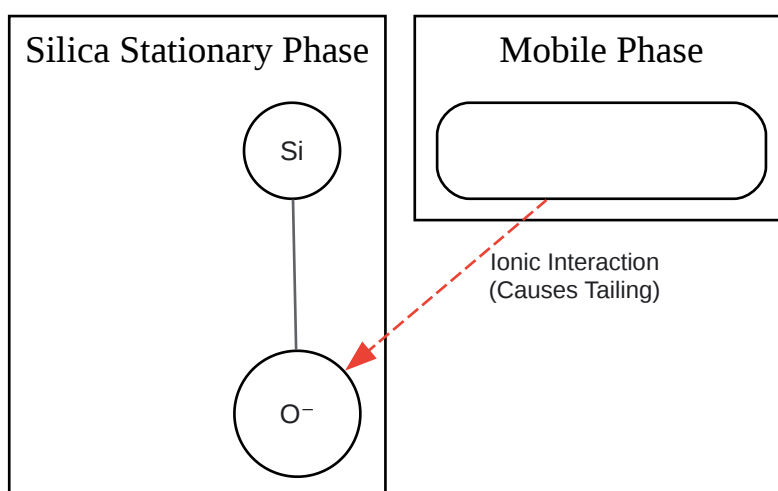 Silica Stationary Phase
Mobile Phase
Si
Ionic Interaction
(Causes Tailing)
O⁻